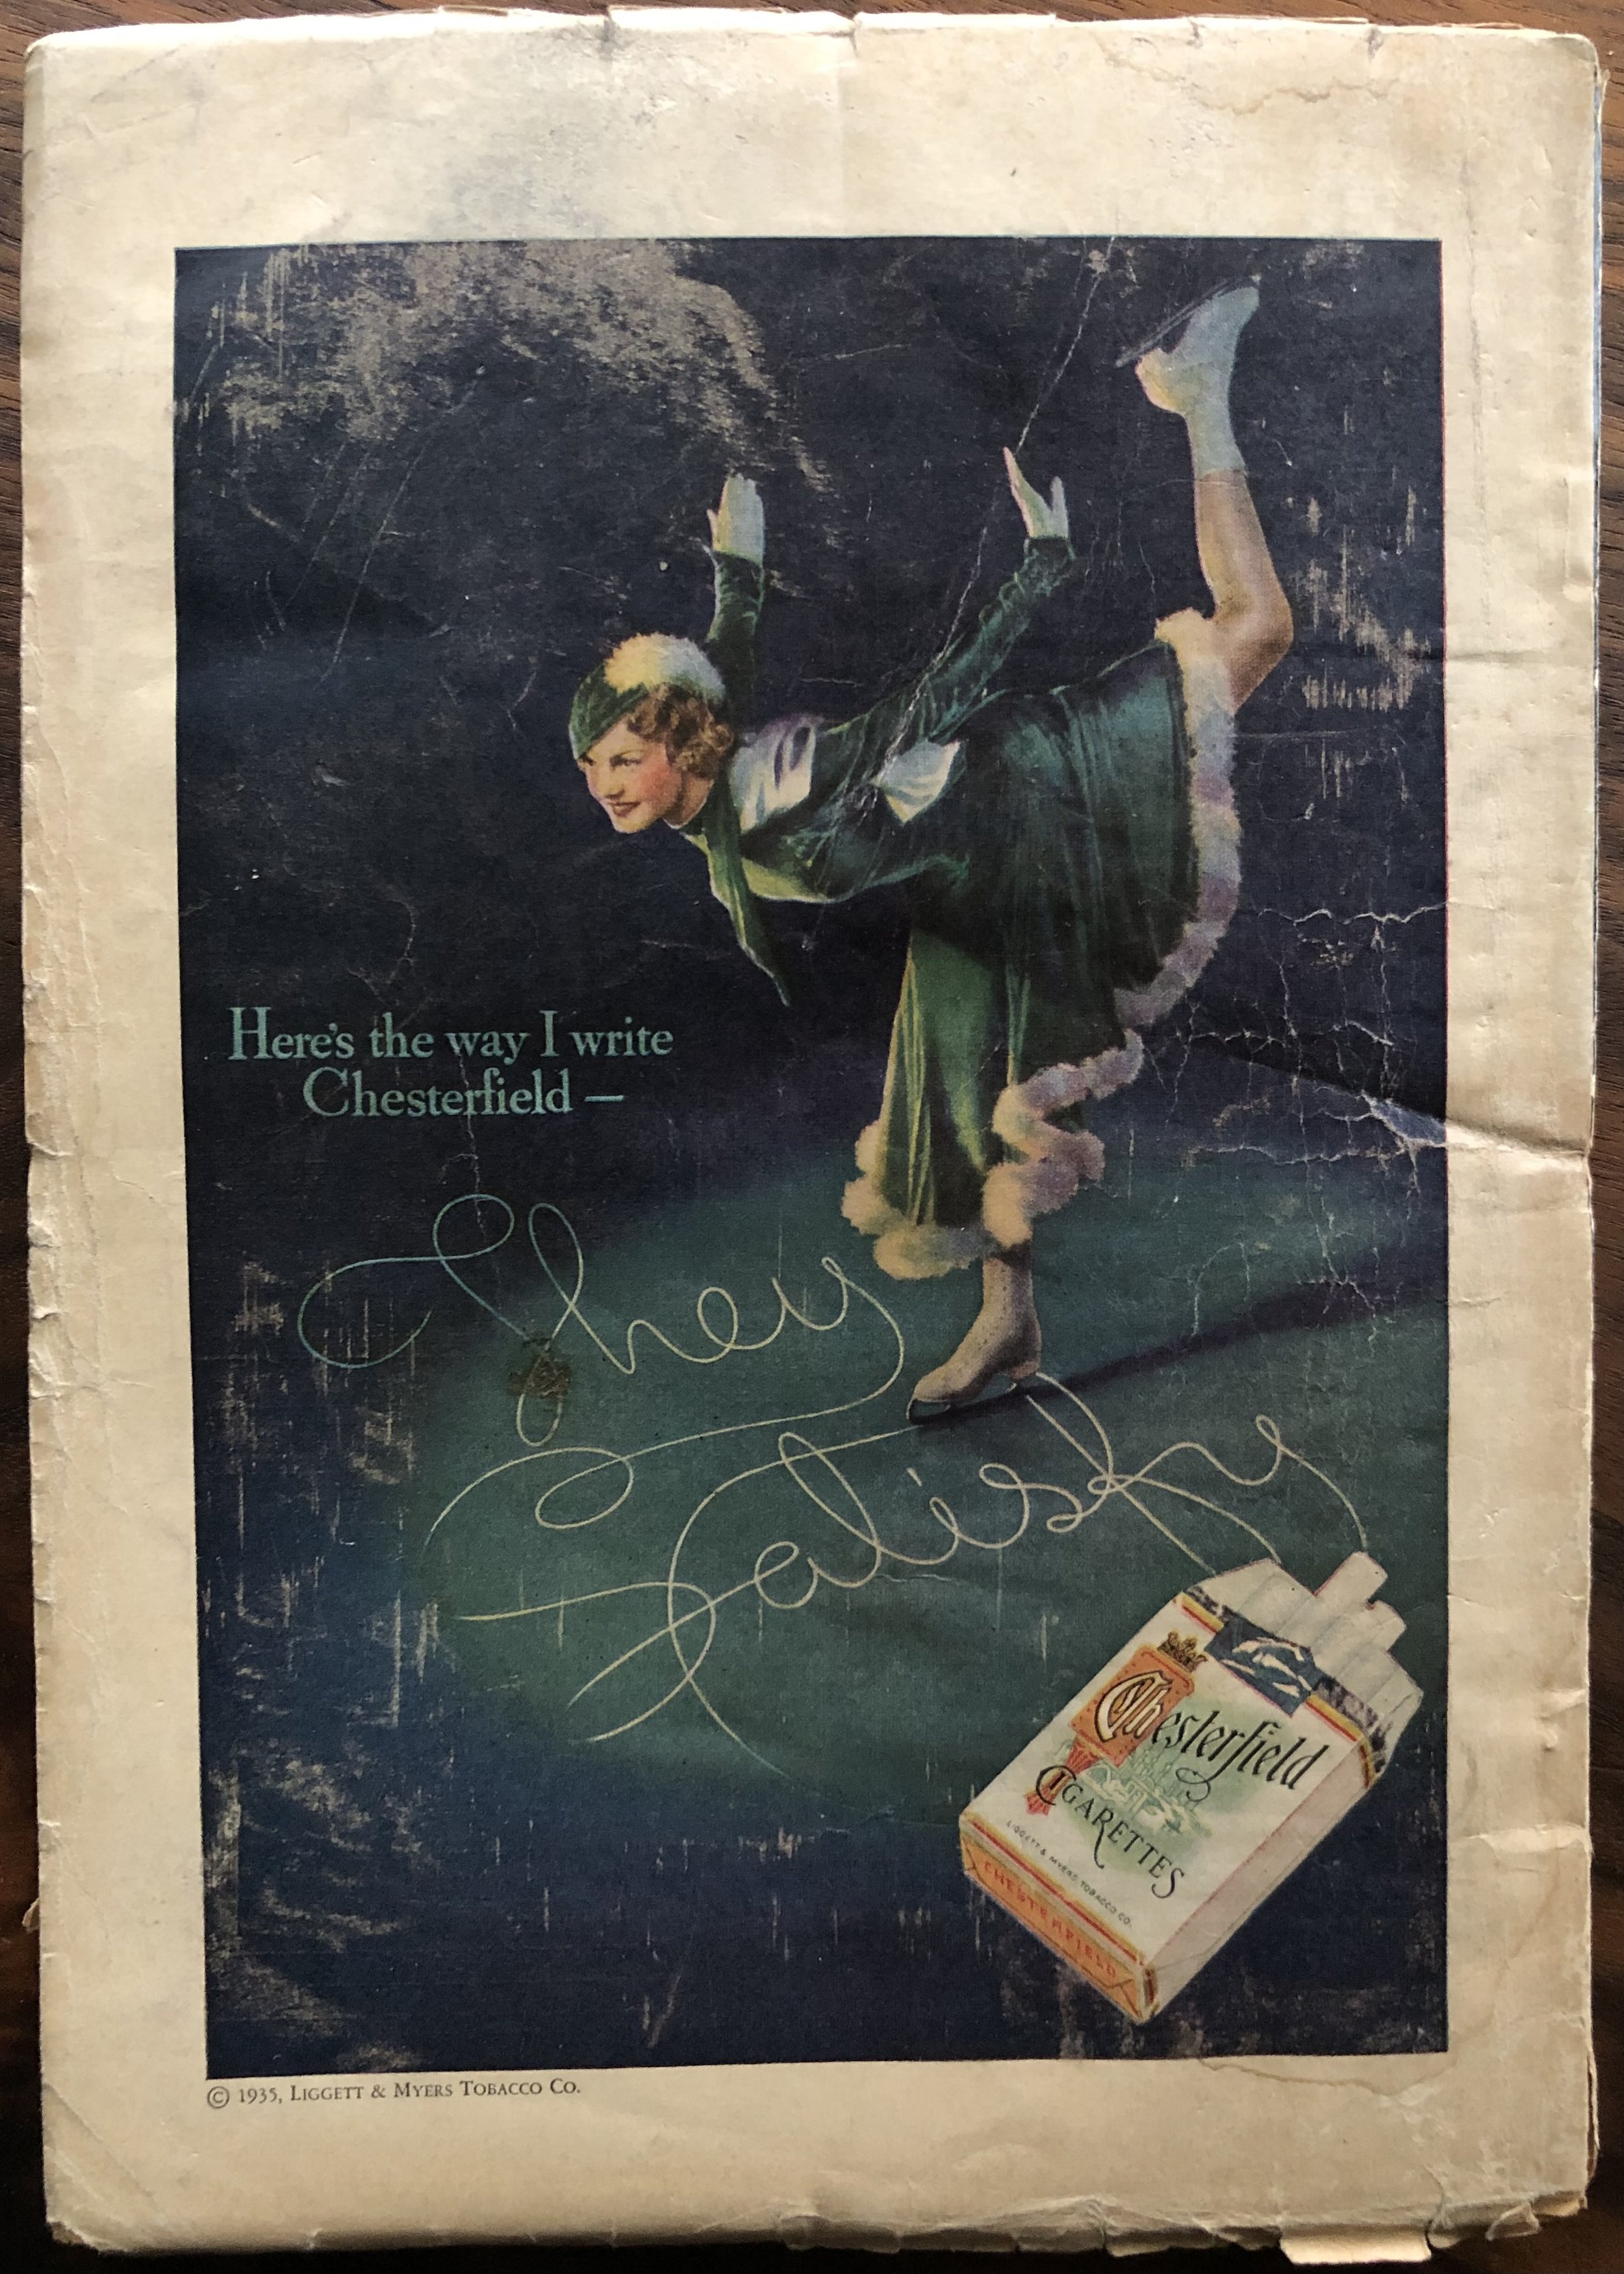 Here's the way I write
Chesterfield —
They
Satisfy
Chesterfield
CIGARETTES
LIGGETT & MYERS TOBACCO CO.
CHESTERFIELD
© 1935, LIGGETT & MYERS TOBACCO CO.